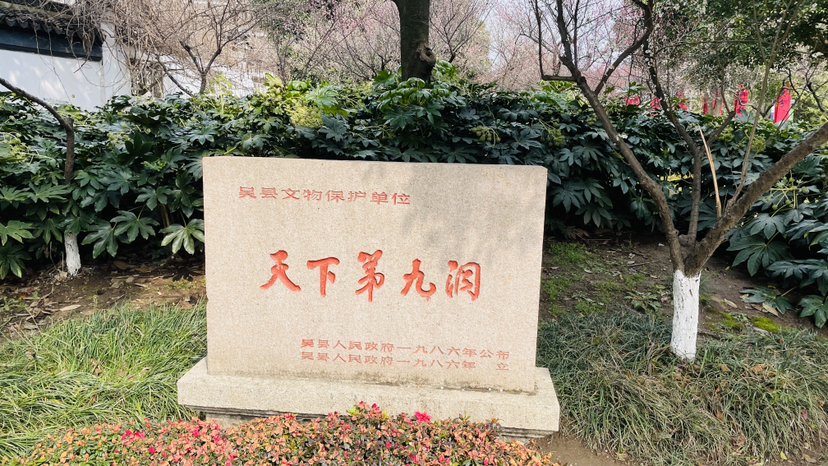 吴县文物保护单位
天下第九洞
吴县人民政府一九八六年公布
吴县人民政府一九八六年 立